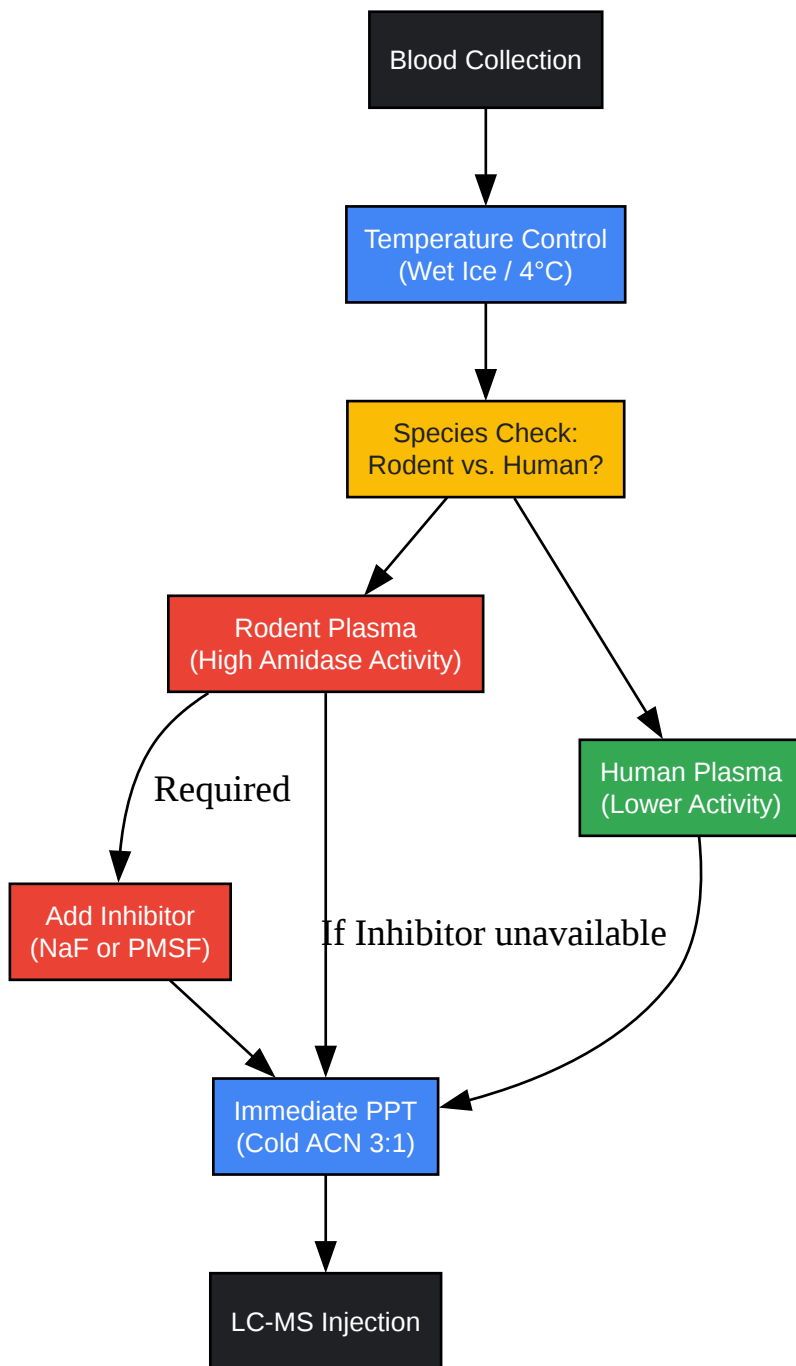 Blood Collection
Temperature Control
(Wet Ice / 4°C)
Species Check:
Rodent vs. Human?
Rodent Plasma
(High Amidase Activity)
Human Plasma
(Lower Activity)
Required
Add Inhibitor
(NaF or PMSF)
If Inhibitor unavailable
Immediate PPT
(Cold ACN 3:1)
LC-MS Injection